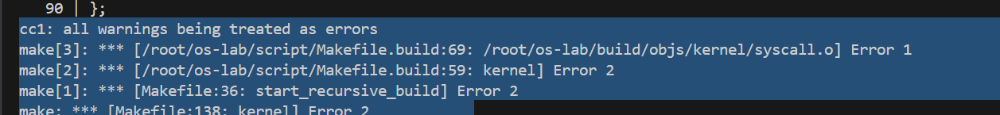 90 | };
cc1: all warnings being treated as errors
make[3]: *** [/root/os-lab/script/Makefile.build:69: /root/os-lab/build/objs/kernel/syscall.o] Error 1
make[2]: *** [/root/os-lab/script/Makefile.build:59: kernel] Error 2
make[1]: *** [Makefile:36: start_recursive_build] Error 2
make: *** [Makefile:138: kernel] Error 2